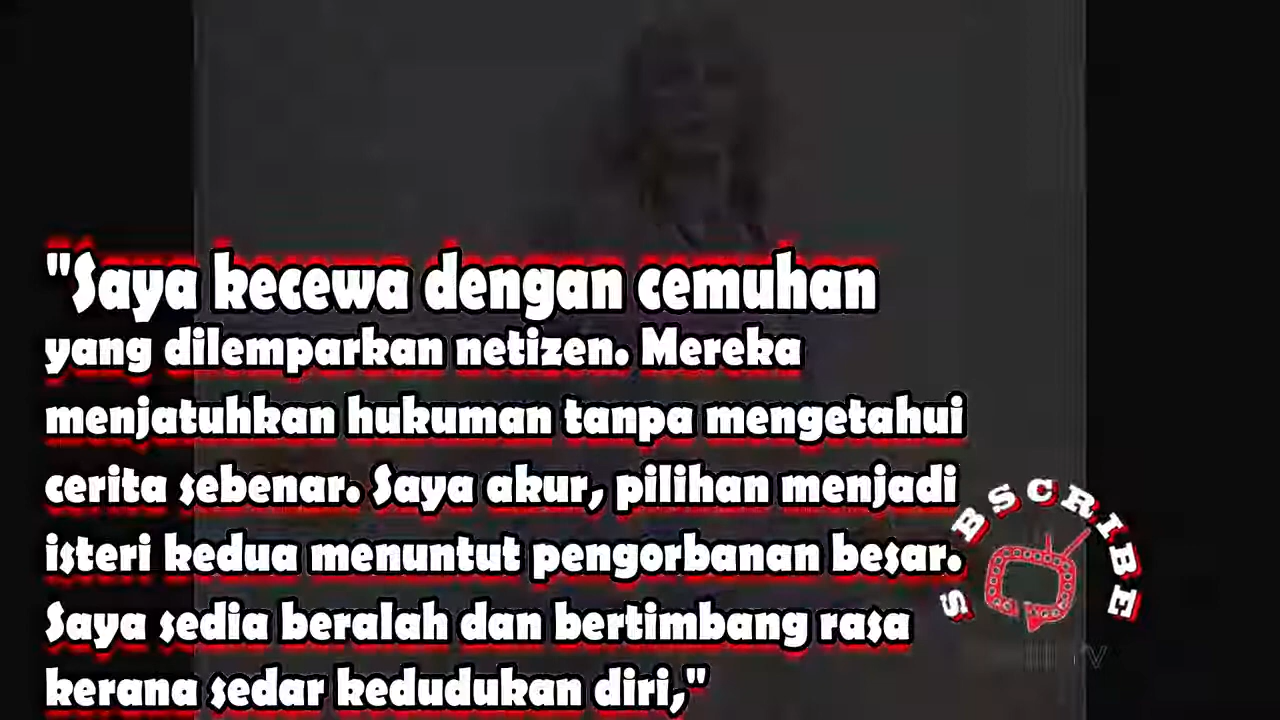 "Saya kecewa dengan cemuhan
yang dilemparkan netizen. Mereka
menjatuhkan hukuman tanpa mengetahui
cerita sebenar. Saya akur, pilihan menjadi
isteri kedua menuntut pengorbanan besar.
Saya sedia beralah dan bertimbang rasa
kerana sedar kedudukan diri,"
S BSCRIBE